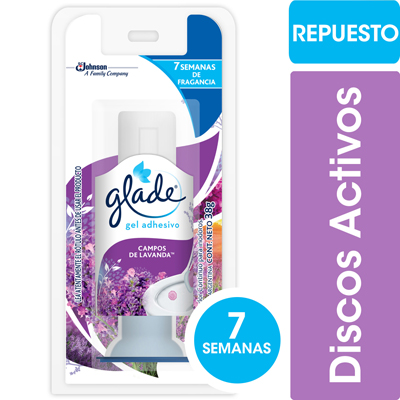 REPUESTO
Discos Activos
SC Johnson
A Family Company
7 SEMANAS
DE
FRAGANCIA
glade
gel adhesivo
CAMPOS
DE LAVANDA™
CONT. NETO 38g
7
SEMANAS